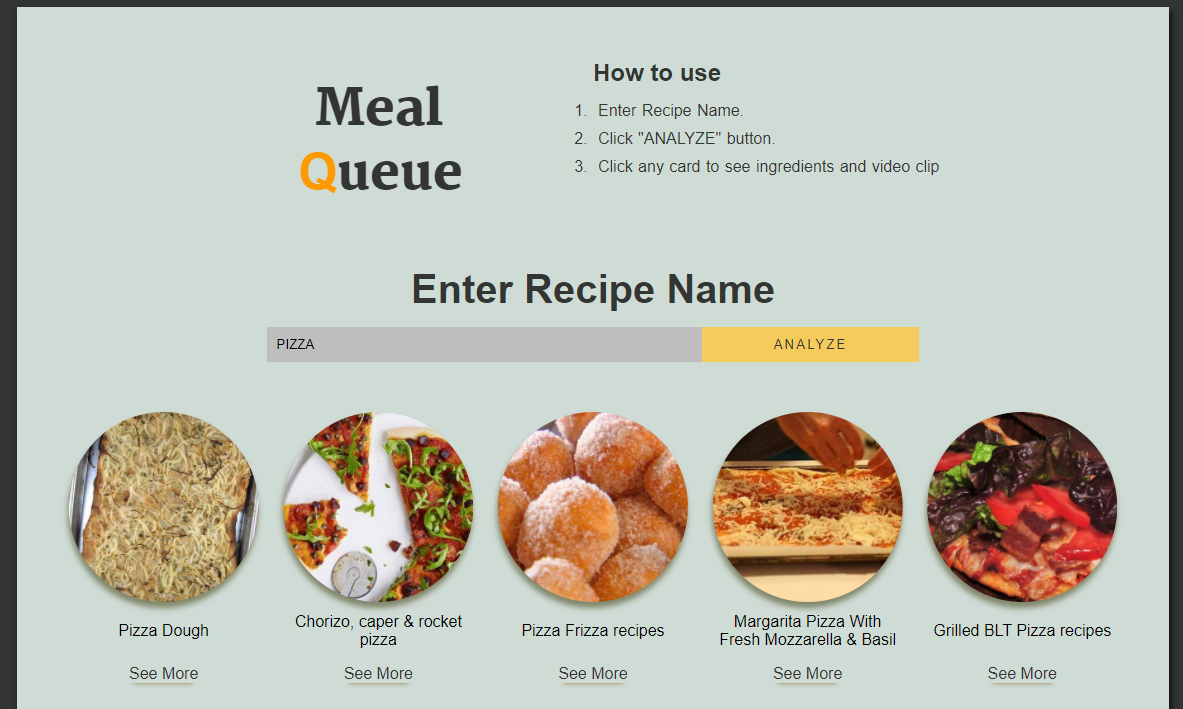 Meal
Queue
How to use
1. Enter Recipe Name.
2. Click "ANALYZE" button.
3. Click any card to see ingredients and video clip
Enter Recipe Name
PIZZA
ANALYZE
Pizza Dough
Chorizo, caper & rocket
pizza
Pizza Frizza recipes
Margarita Pizza With
Fresh Mozzarella & Basil
Grilled BLT Pizza recipes
See More
See More
See More
See More
See More